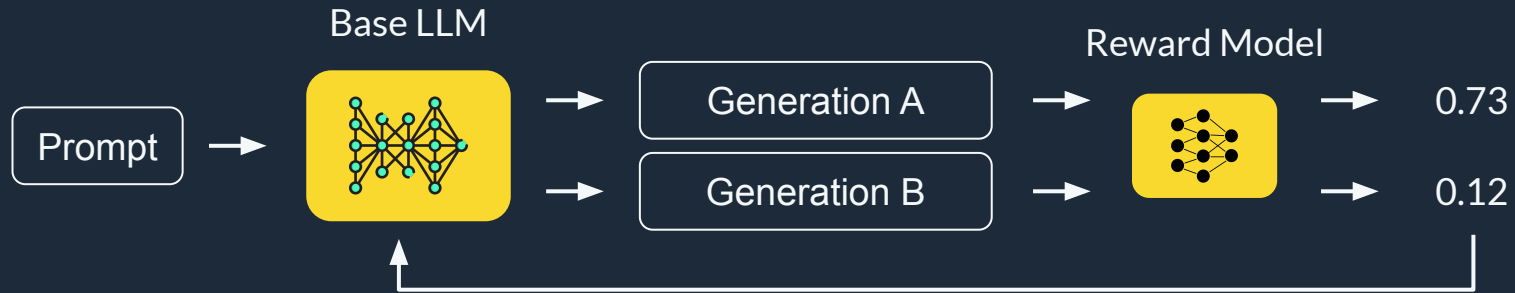 Base LLM
Reward Model
Prompt
Generation A
0.73
Generation B
0.12